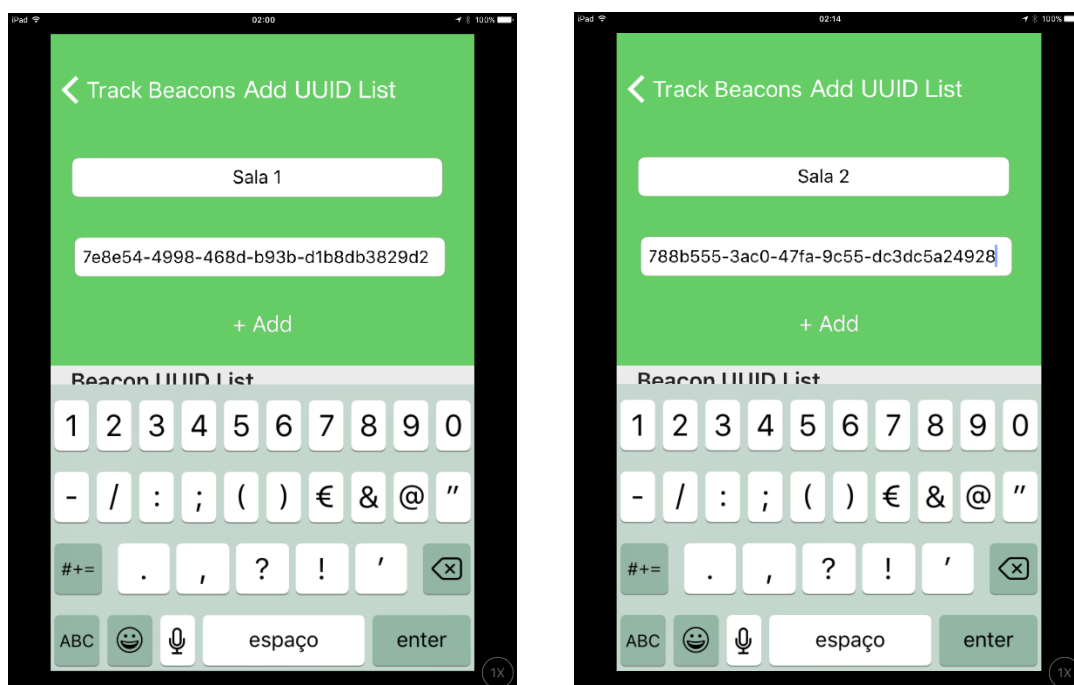 iPad 02:00 100%
Track Beacons Add UUID List
Sala 1
7e8e54-4998-468d-b93b-d1b8db3829d2
+ Add
Beacon UUID List
1 2 3 4 5 6 7 8 9 0
- / : ; ( ) € & @ "
#+= . , ? ! '
ABC espaço enter
1X
iPad 02:14 100%
Track Beacons Add UUID List
Sala 2
788b555-3ac0-47fa-9c55-dc3dc5a24928
+ Add
Beacon UUID List
1 2 3 4 5 6 7 8 9 0
- / : ; ( ) € & @ "
#+= . , ? ! '
ABC espaço enter
1X